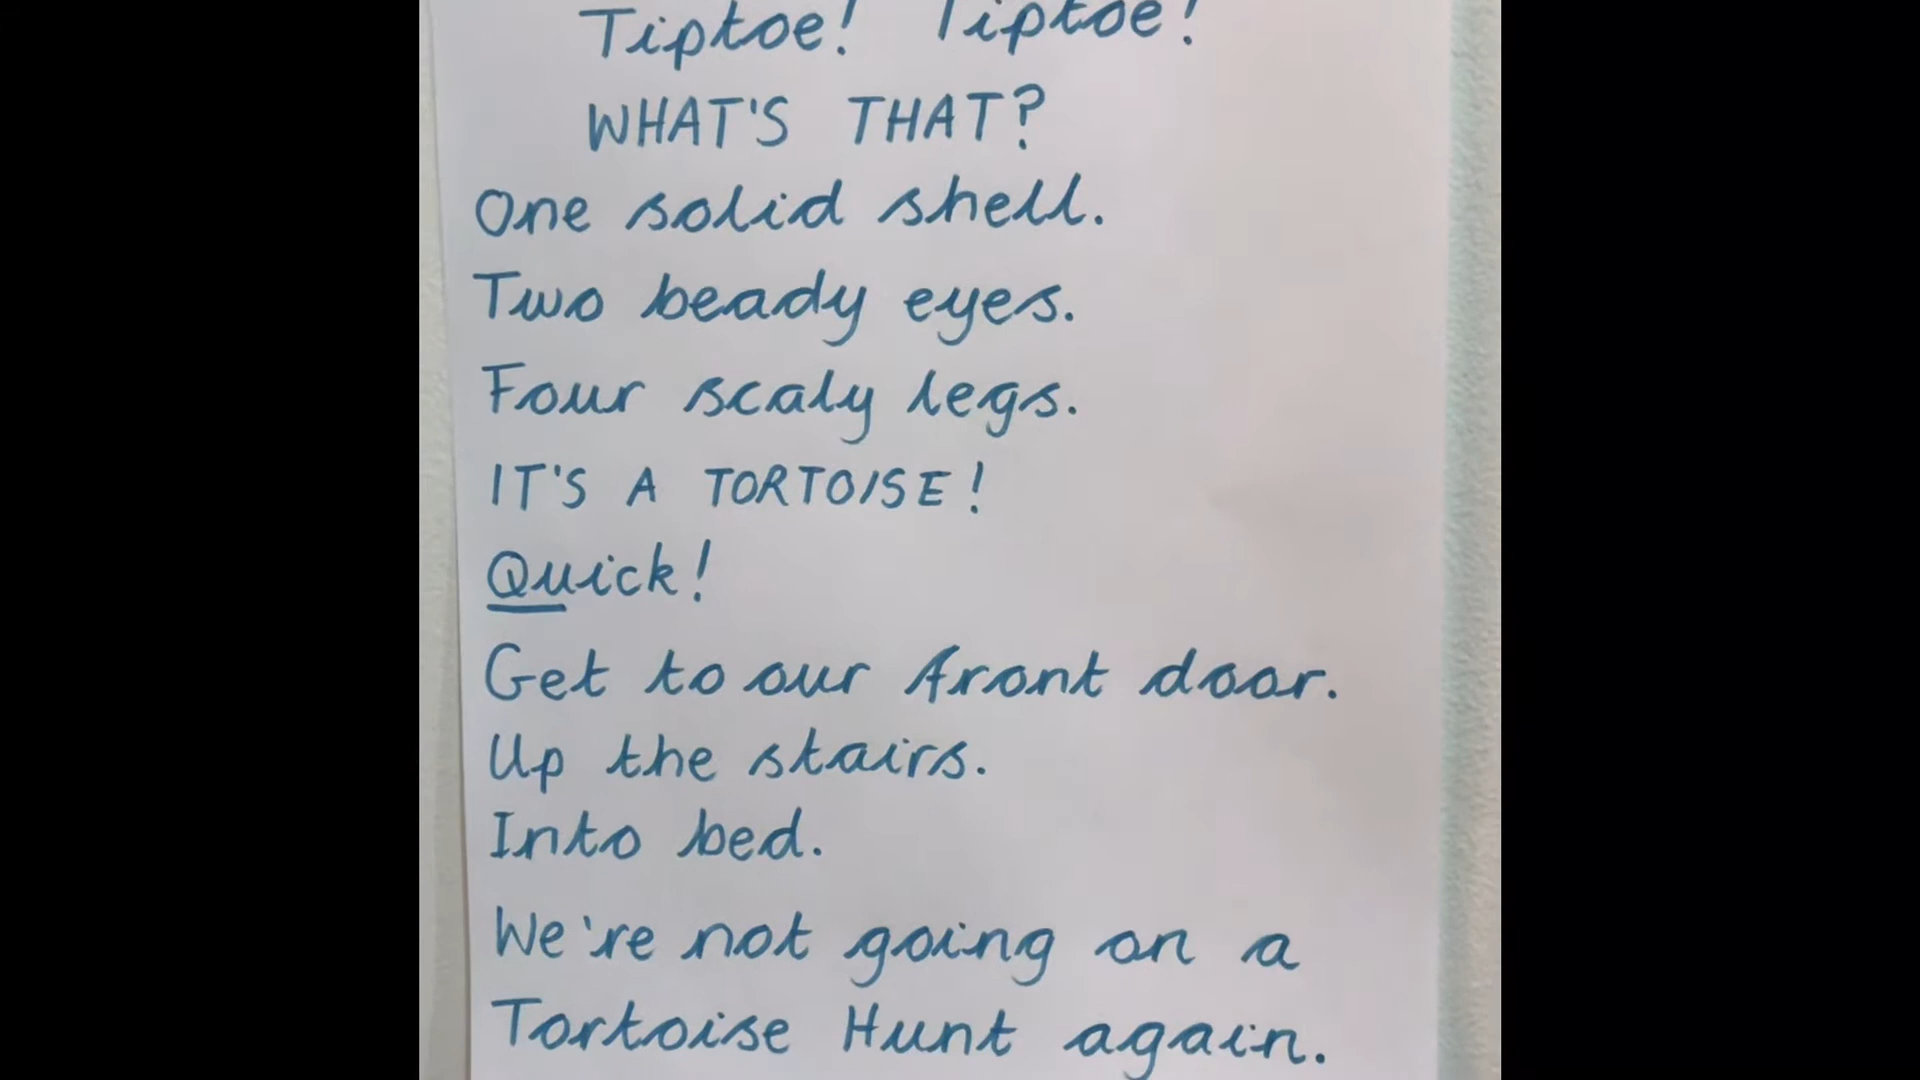 Tiptoe! Tiptoe!
WHAT'S THAT?
One solid shell.
Two beady eyes.
Four scaly legs.
IT'S A TORTOISE!
Quick!
Get to our front door.
Up the stairs.
Into bed.
We're not going on a
Tortoise Hunt again.